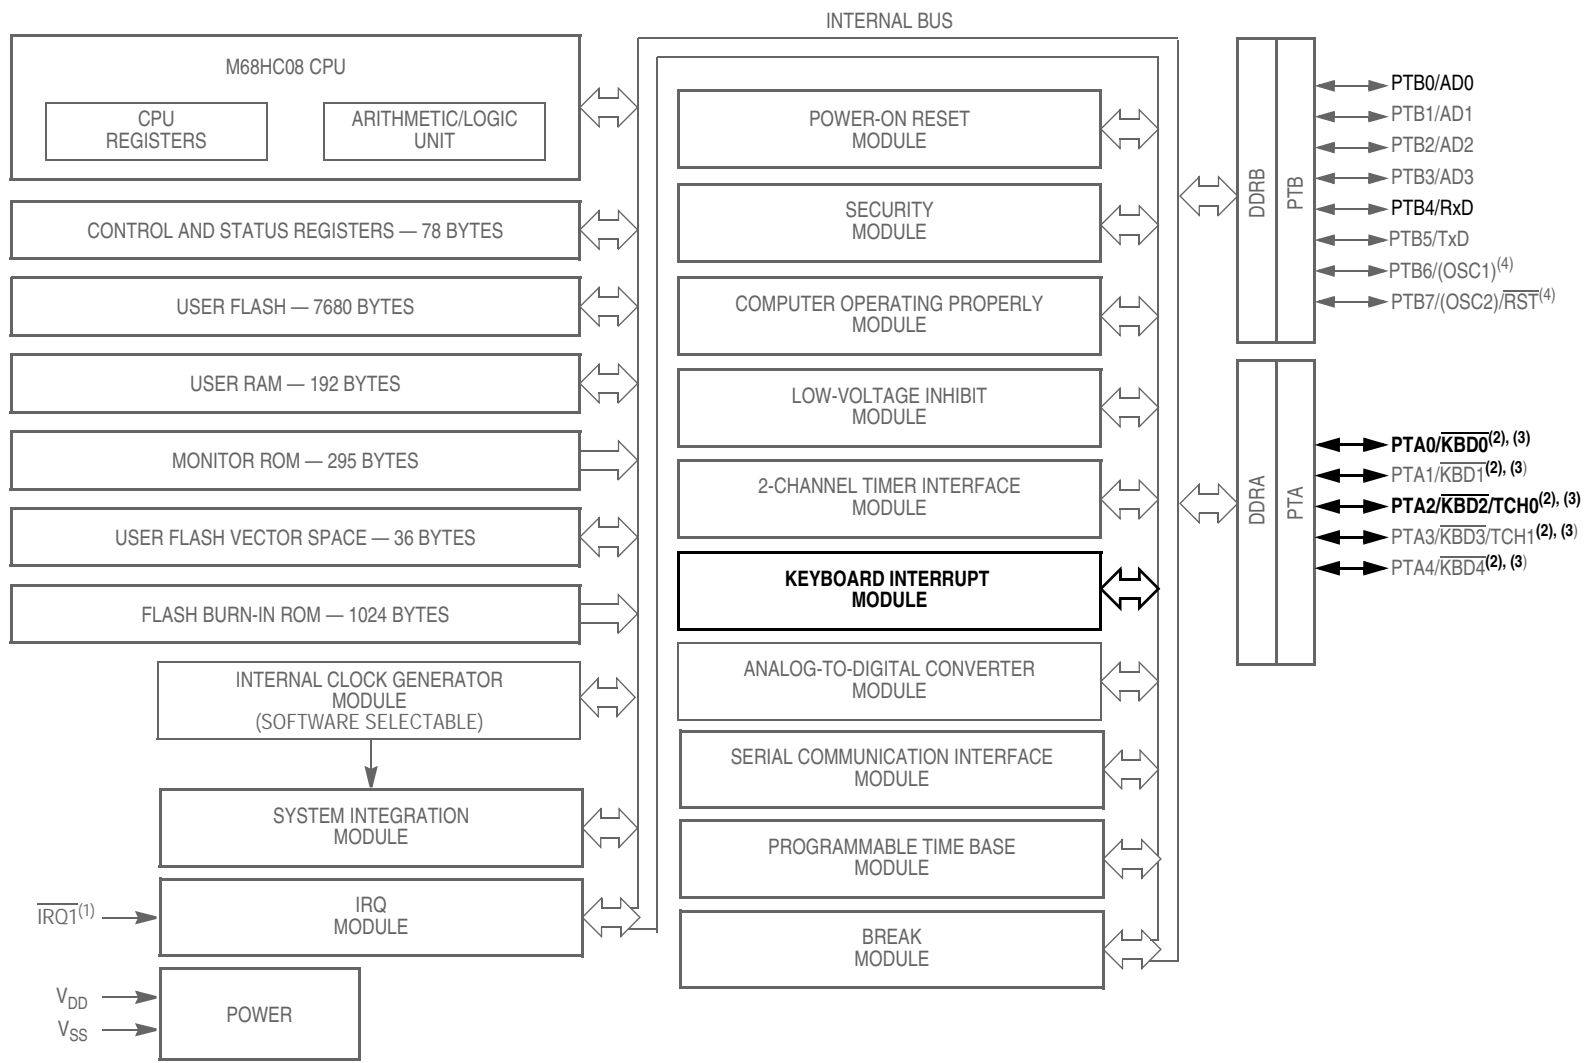 INTERNAL BUS
M68HC08 CPU
CPU
REGISTERS
ARITHMETIC/LOGIC
UNIT
CONTROL AND STATUS REGISTERS — 78 BYTES
USER FLASH — 7680 BYTES
USER RAM — 192 BYTES
MONITOR ROM — 295 BYTES
USER FLASH VECTOR SPACE — 36 BYTES
FLASH BURN-IN ROM — 1024 BYTES
INTERNAL CLOCK GENERATOR
MODULE
(SOFTWARE SELECTABLE)
SYSTEM INTEGRATION
MODULE
IRQ1(1)
IRQ
MODULE
VDD
VSS
POWER
POWER-ON RESET
MODULE
SECURITY
MODULE
COMPUTER OPERATING PROPERLY
MODULE
LOW-VOLTAGE INHIBIT
MODULE
2-CHANNEL TIMER INTERFACE
MODULE
KEYBOARD INTERRUPT
MODULE
ANALOG-TO-DIGITAL CONVERTER
MODULE
SERIAL COMMUNICATION INTERFACE
MODULE
PROGRAMMABLE TIME BASE
MODULE
BREAK
MODULE
DDRB
PTB
PTB0/AD0
PTB1/AD1
PTB2/AD2
PTB3/AD3
PTB4/RxD
PTB5/TxD
PTB6/(OSC1)(4)
PTB7/(OSC2)/RST(4)
DDRA
PTA
PTA0/KBD0(2), (3)
PTA1/KBD1(2), (3)
PTA2/KBD2/TCH0(2), (3)
PTA3/KBD3/TCH1(2), (3)
PTA4/KBD4(2), (3)